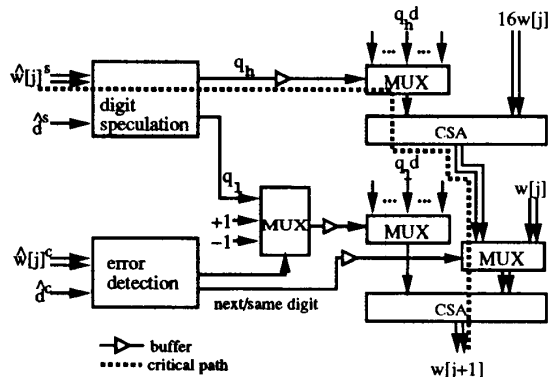 q_h d
16w[j]
... ...
ŵ[j]^s
q_h
MUX
digit
speculation
d̂^s
CSA
q_l
q_l d
... ...
w[j]
+1
MUX
-1
MUX
ŵ[j]^c
error
detection
MUX
d̂^c
next/same digit
CSA
buffer
critical path
w[j+1]